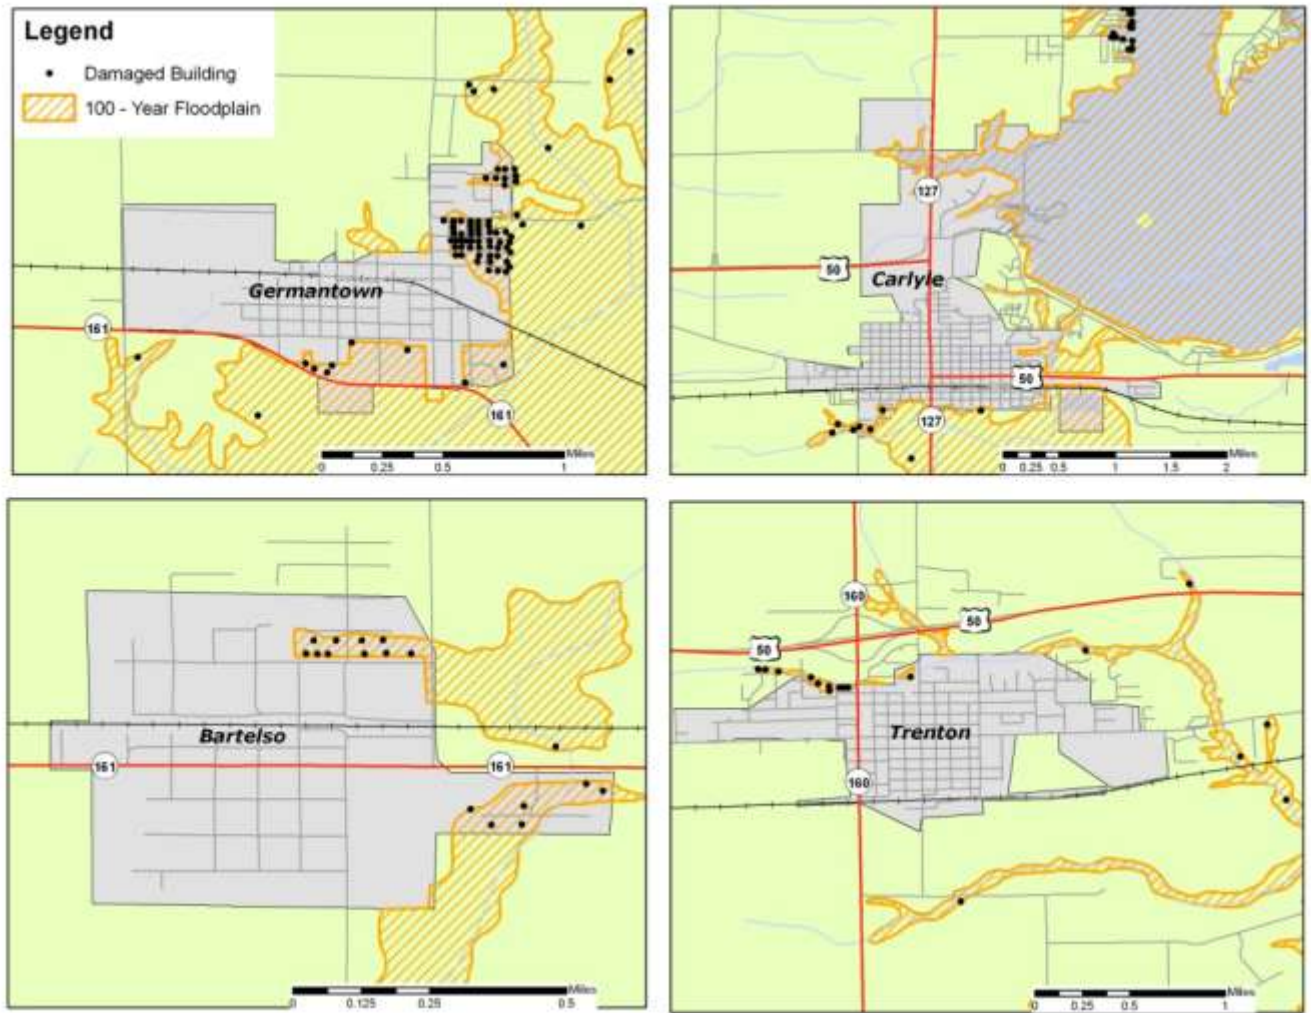 Legend
Damaged Building
100 - Year Floodplain
Germantown
161
161
Miles
0 0.25 0.5 1
127
50
Carlyle
50
127
Miles
0 0.25 0.5 1 1.5 2
Bartelso
161
161
Miles
0 0.125 0.25 0.5
160
50
50
Trenton
160
Miles
0 0.25 0.5 1